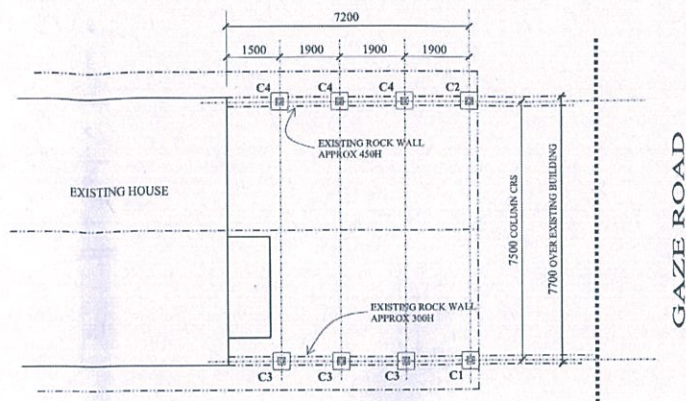 7200
1500 1900 1900 1900
C4 C4 C4 C2
EXISTING ROCK WALL
APPROX 450H
EXISTING HOUSE
7500 COLUMN CRS
7700 OVER EXISTING BUILDING
GAZE ROAD
EXISTING ROCK WALL
APPROX 300H
C3 C3 C3 C1